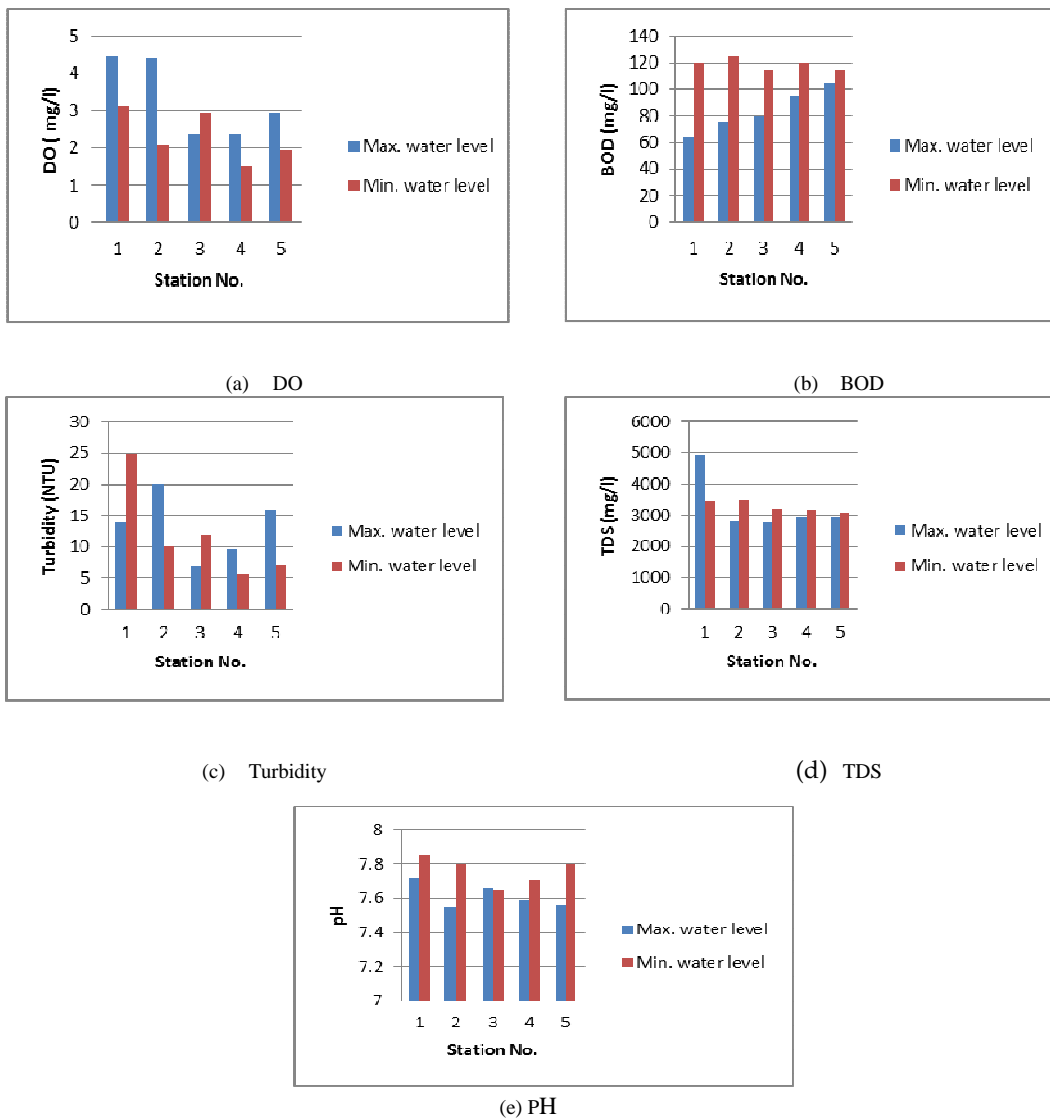 5
4
3
2
1
0
DO ( mg/l)
1 2 3 4 5
Station No.
Max. water level
Min. water level
(a) DO
140
120
100
80
60
40
20
0
BOD (mg/l)
1 2 3 4 5
Station No.
Max. water level
Min. water level
(b) BOD
30
25
20
15
10
5
0
Turbidity (NTU)
1 2 3 4 5
Station No.
Max. water level
Min. water level
(c) Turbidity
6000
5000
4000
3000
2000
1000
0
TDS (mg/l)
1 2 3 4 5
Station No.
Max. water level
Min. water level
(d) TDS
8
7.8
7.6
7.4
7.2
7
pH
1 2 3 4 5
Station No.
Max. water level
Min. water level
(e) PH